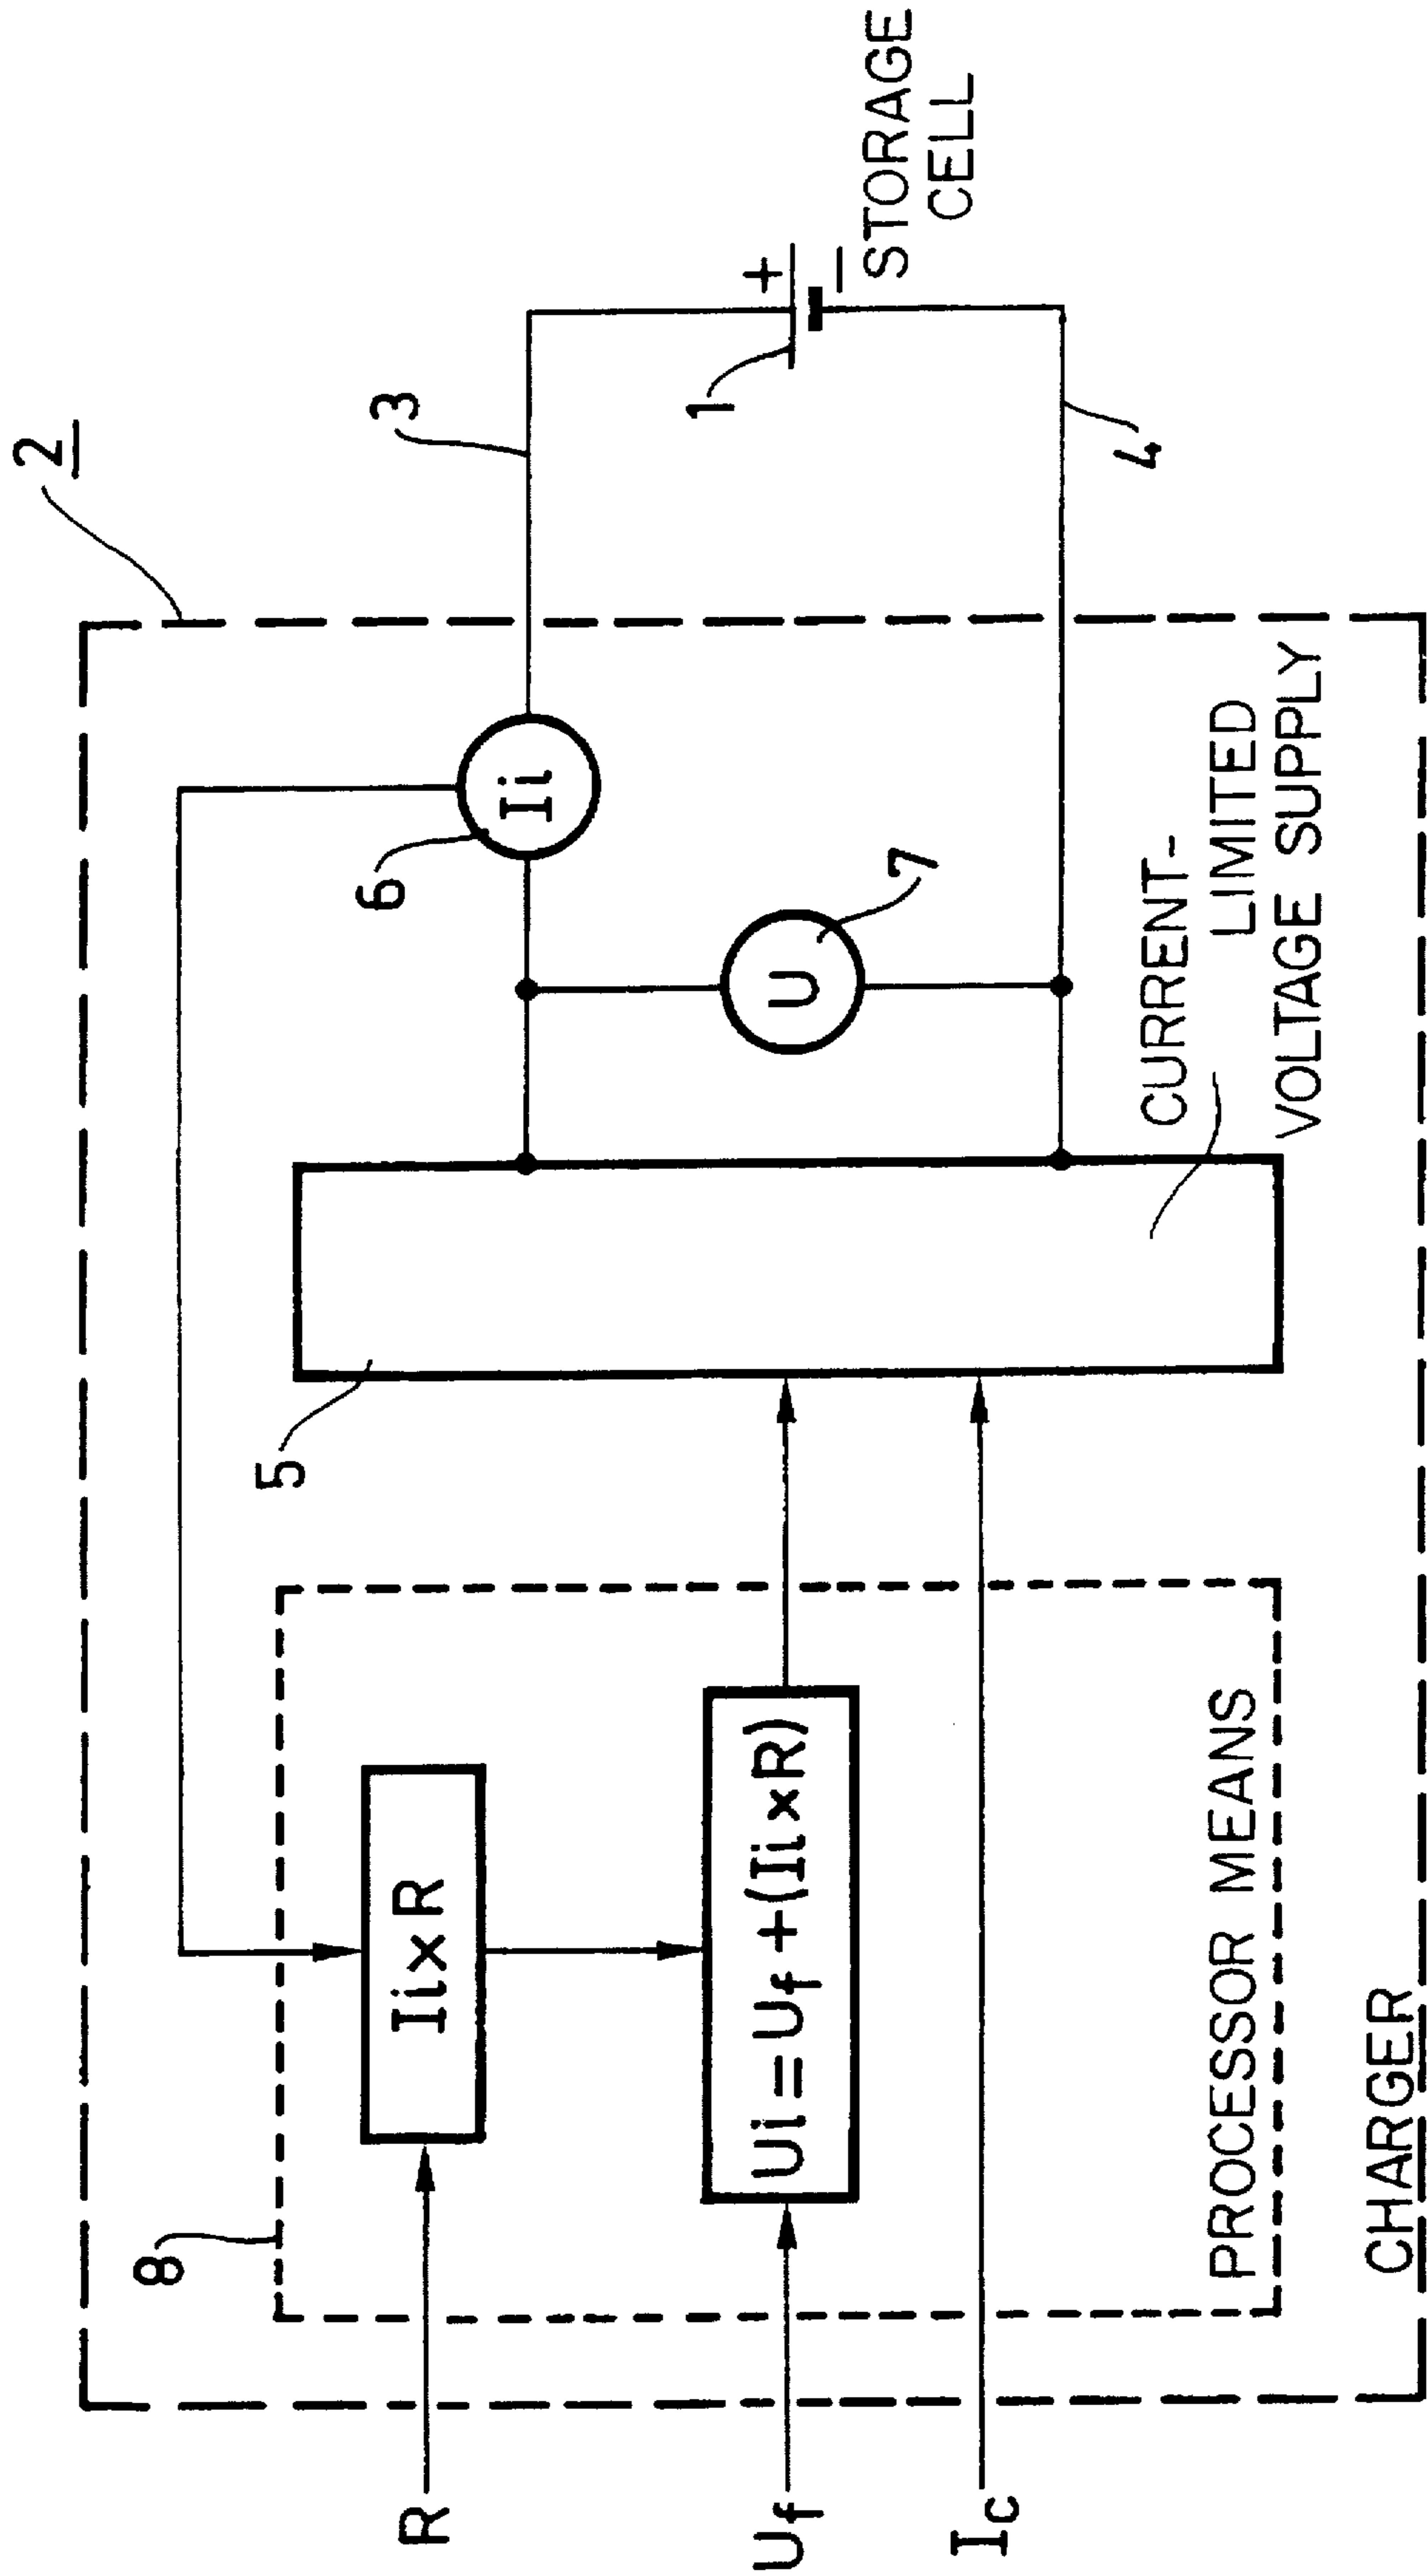 2
3
6
Ii
1
+
−
STORAGE
CELL
7
U
4
5
CURRENT-
LIMITED
VOLTAGE SUPPLY
8
Ii×R
Ui=Uf+(Ii×R)
PROCESSOR MEANS
CHARGER
R
Uf
Ic